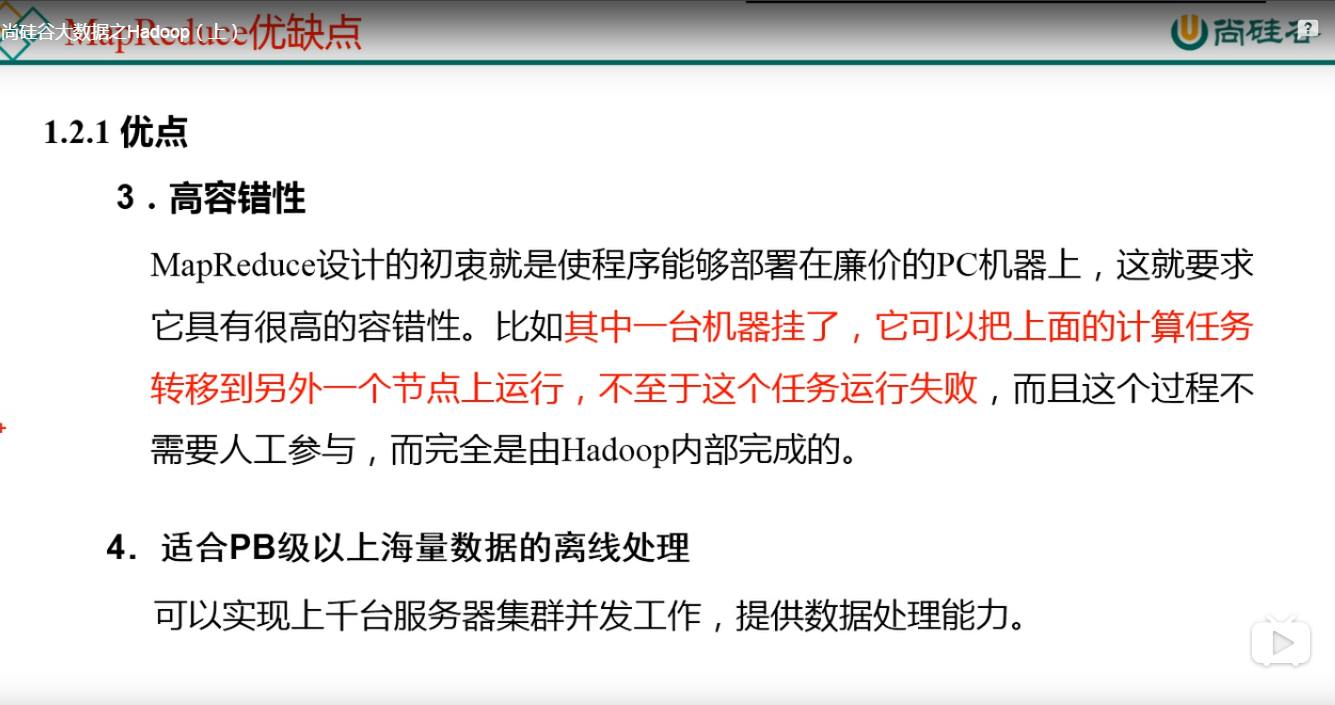 尚硅谷大数据之Hadoop（上）
MapReduce优缺点
尚硅谷
?
1.2.1 优点
3．高容错性
MapReduce设计的初衷就是使程序能够部署在廉价的PC机器上，这就要求
它具有很高的容错性。比如其中一台机器挂了，它可以把上面的计算任务
转移到另外一个节点上运行，不至于这个任务运行失败，而且这个过程不
需要人工参与，而完全是由Hadoop内部完成的。
4． 适合PB级以上海量数据的离线处理
可以实现上千台服务器集群并发工作，提供数据处理能力。